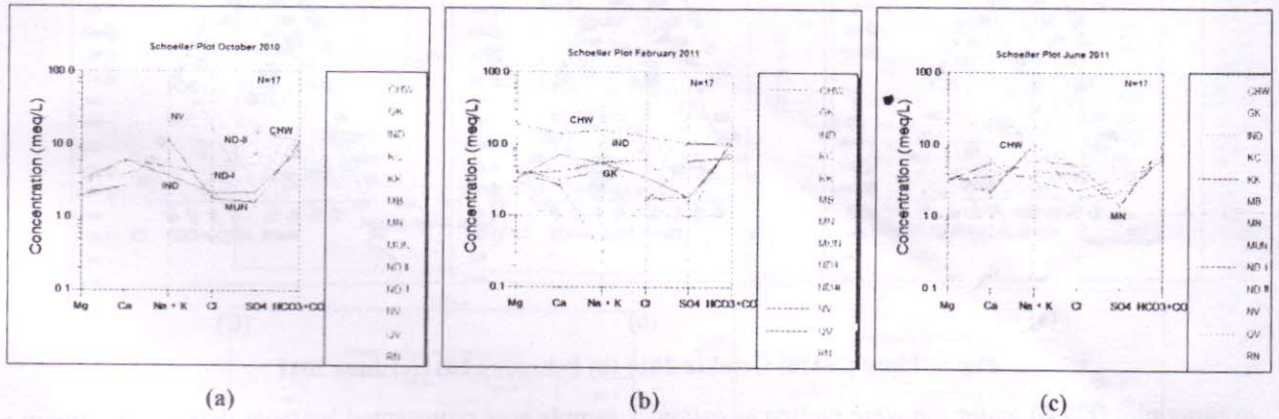 Schoeller Plot October 2010
100.0
N=17
NV
CHW
10.0
ND-II
ND-I
IND
MUN
1.0
0.1
Concentration (meq/L)
Mg Ca Na + K Cl SO4 HCO3+CO
CHW
GK
IND
KC
KK
MB
MN
MUN
ND II
ND I
NV
QV
RN
(a)
Schoeller Plot February 2011
100.0
N=17
CHW
IND
10.0
GK
1.0
0.1
Concentration (meq/L)
Mg Ca Na + K Cl SO4 HCO3+CO
CHW
GK
IND
KC
KK
MB
MN
MUN
ND I
ND II
NV
QV
RN
(b)
Schoeller Plot June 2011
100.0
N=17
CHW
10.0
1.0
MN
0.1
Concentration (meq/L)
Mg Ca Na + K Cl SO4 HCO3+CO
CHW
GK
IND
KC
KK
MB
MN
MUN
ND I
ND II
NV
QV
RN
(c)